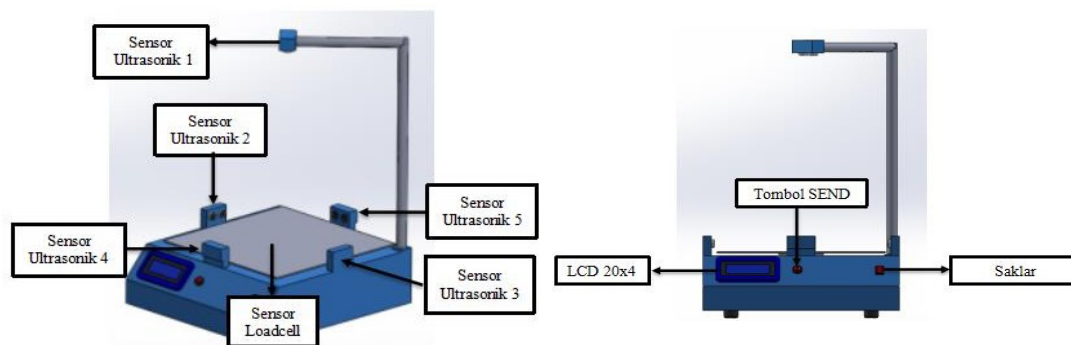 Sensor
Ultrasonik 1
Sensor
Ultrasonik 2
Sensor
Ultrasonik 5
Sensor
Ultrasonik 4
Sensor
Ultrasonik 3
Sensor
Loadcell
Tombol SEND
LCD 20x4
Saklar